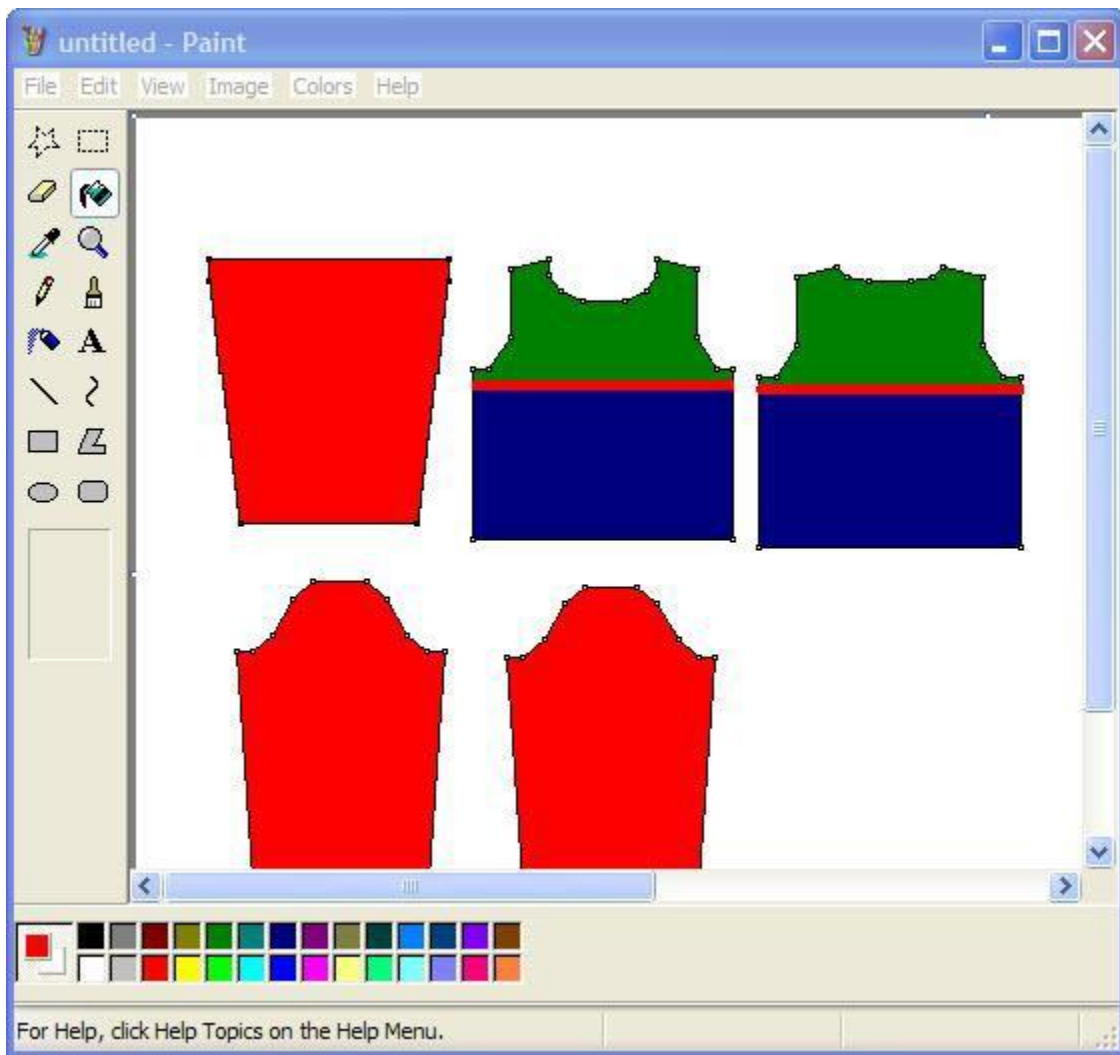 untitled - Paint
File Edit View Image Colors Help
A
For Help, click Help Topics on the Help Menu.